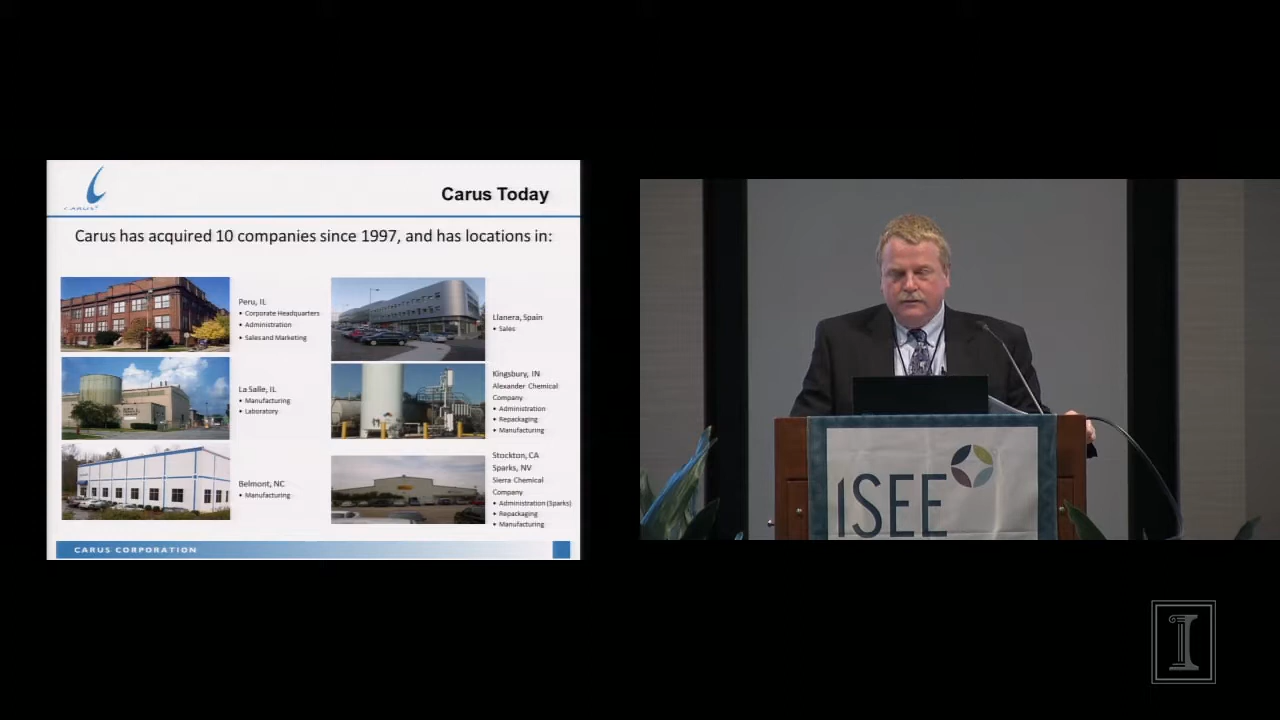 CARUS
Carus Today
Carus has acquired 10 companies since 1997, and has locations in:
Peru, IL
• Corporate Headquarters
• Administration
• Sales and Marketing
La Salle, IL
• Manufacturing
• Laboratory
Belmont, NC
• Manufacturing
Llanera, Spain
• Sales
Kingsbury, IN
Alexander Chemical
Company
• Administration
• Repackaging
• Manufacturing
Stockton, CA
Sparks, NV
Sierra Chemical
Company
• Administration (Sparks)
• Repackaging
• Manufacturing
CARUS CORPORATION
ISEE
I